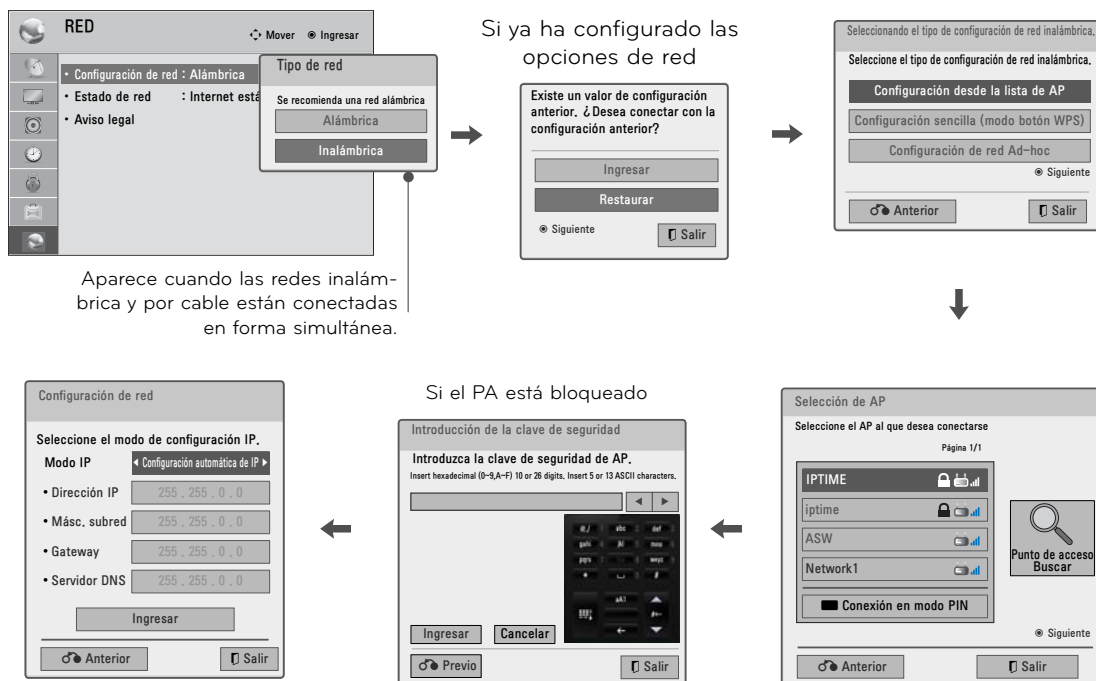 RED
Mover ◉ Ingresar
• Configuración de red : Alámbrica
• Estado de red : Internet está
• Aviso legal
Tipo de red
Se recomienda una red alámbrica
Alámbrica
Inalámbrica
Aparece cuando las redes inalám-
brica y por cable están conectadas
en forma simultánea.
Si ya ha configurado las
opciones de red
Existe un valor de configuración
anterior. ¿Desea conectar con la
configuración anterior?
Ingresar
Restaurar
◉ Siguiente
Salir
Seleccionando el tipo de configuración de red inalámbrica.
Seleccione el tipo de configuración de red inalámbrica.
Configuración desde la lista de AP
Configuración sencilla (modo botón WPS)
Configuración de red Ad-hoc
◉ Siguiente
Anterior
Salir
Selección de AP
Seleccione el AP al que desea conectarse
Página 1/1
IPTIME
iptime
ASW
Network1
Conexión en modo PIN
Punto de acceso
Buscar
◉ Siguiente
Anterior
Salir
Si el PA está bloqueado
Introducción de la clave de seguridad
Introduzca la clave de seguridad de AP.
Insert hexadecimal (0~9,A~F) 10 or 26 digits. Insert 5 or 13 ASCII characters.
abc def
jkl mno
Ingresar Cancelar
Previo
Salir
Configuración de red
Seleccione el modo de configuración IP.
Modo IP ◀ Configuración automática de IP ▶
• Dirección IP 255 . 255 . 0 . 0
• Másc. subred 255 . 255 . 0 . 0
• Gateway 255 . 255 . 0 . 0
• Servidor DNS 255 . 255 . 0 . 0
Ingresar
Anterior
Salir